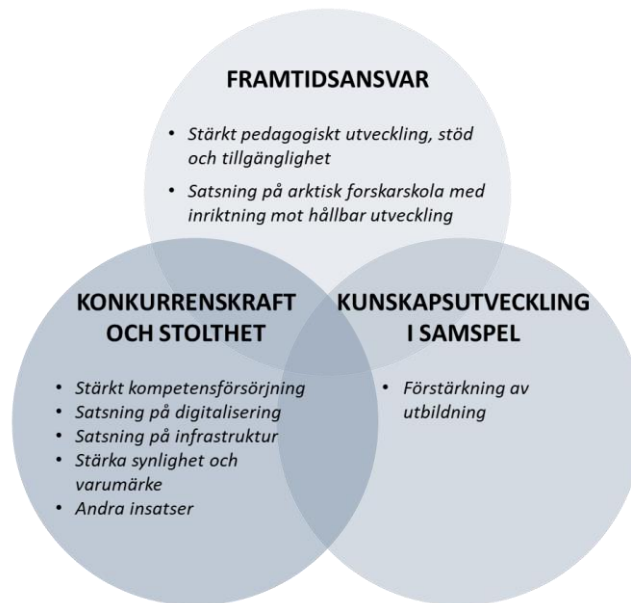 FRAMTIDSANSVAR
• Stärkt pedagogiskt utveckling, stöd
och tillgänglighet
• Satsning på arktisk forskarskola med
inriktning mot hållbar utveckling
KONKURRENSKRAFT
OCH STOLTHET
• Stärkt kompetensförsörjning
• Satsning på digitalisering
• Satsning på infrastruktur
• Stärka synlighet och
varumärke
• Andra insatser
KUNSKAPSUTVECKLING
I SAMSPEL
• Förstärkning av
utbildning